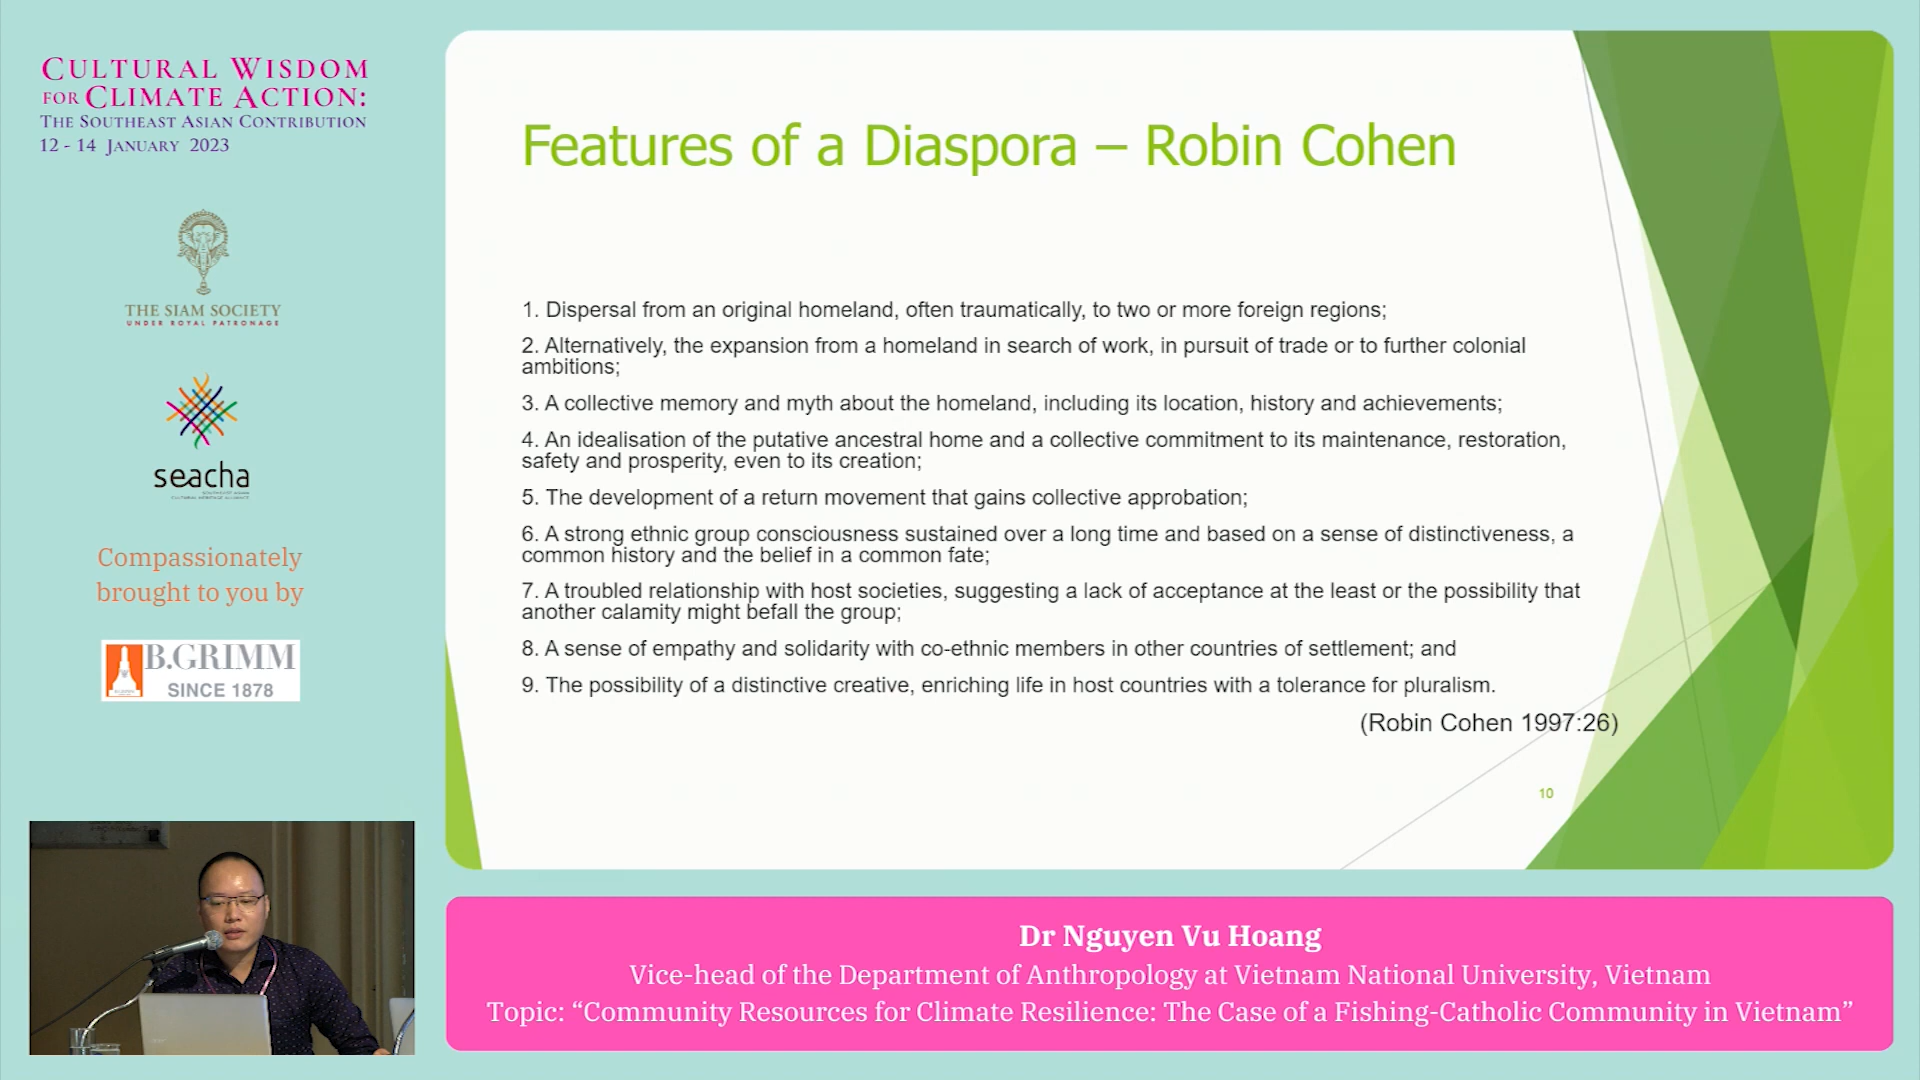 CULTURAL WISDOM
FOR CLIMATE ACTION:
THE SOUTHEAST ASIAN CONTRIBUTION
12 - 14 JANUARY 2023
THE SIAM SOCIETY
UNDER ROYAL PATRONAGE
seacha
SOUTHEAST ASIAN
CULTURAL HERITAGE ALLIANCE
Compassionately
brought to you by
B.GRIMM
SINCE 1878
Features of a Diaspora – Robin Cohen
1. Dispersal from an original homeland, often traumatically, to two or more foreign regions;
2. Alternatively, the expansion from a homeland in search of work, in pursuit of trade or to further colonial
ambitions;
3. A collective memory and myth about the homeland, including its location, history and achievements;
4. An idealisation of the putative ancestral home and a collective commitment to its maintenance, restoration,
safety and prosperity, even to its creation;
5. The development of a return movement that gains collective approbation;
6. A strong ethnic group consciousness sustained over a long time and based on a sense of distinctiveness, a
common history and the belief in a common fate;
7. A troubled relationship with host societies, suggesting a lack of acceptance at the least or the possibility that
another calamity might befall the group;
8. A sense of empathy and solidarity with co-ethnic members in other countries of settlement; and
9. The possibility of a distinctive creative, enriching life in host countries with a tolerance for pluralism.
(Robin Cohen 1997:26)
10
Dr Nguyen Vu Hoang
Vice-head of the Department of Anthropology at Vietnam National University, Vietnam
Topic: “Community Resources for Climate Resilience: The Case of a Fishing-Catholic Community in Vietnam”